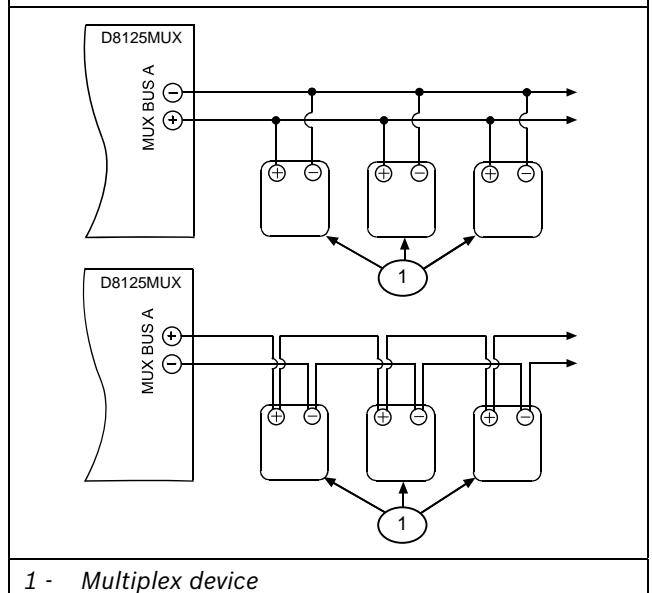 D8125MUX
MUX BUS A
−
+
+ − + − + −
1
D8125MUX
MUX BUS A
+
−
+ − + − + −
1
1 - Multiplex device